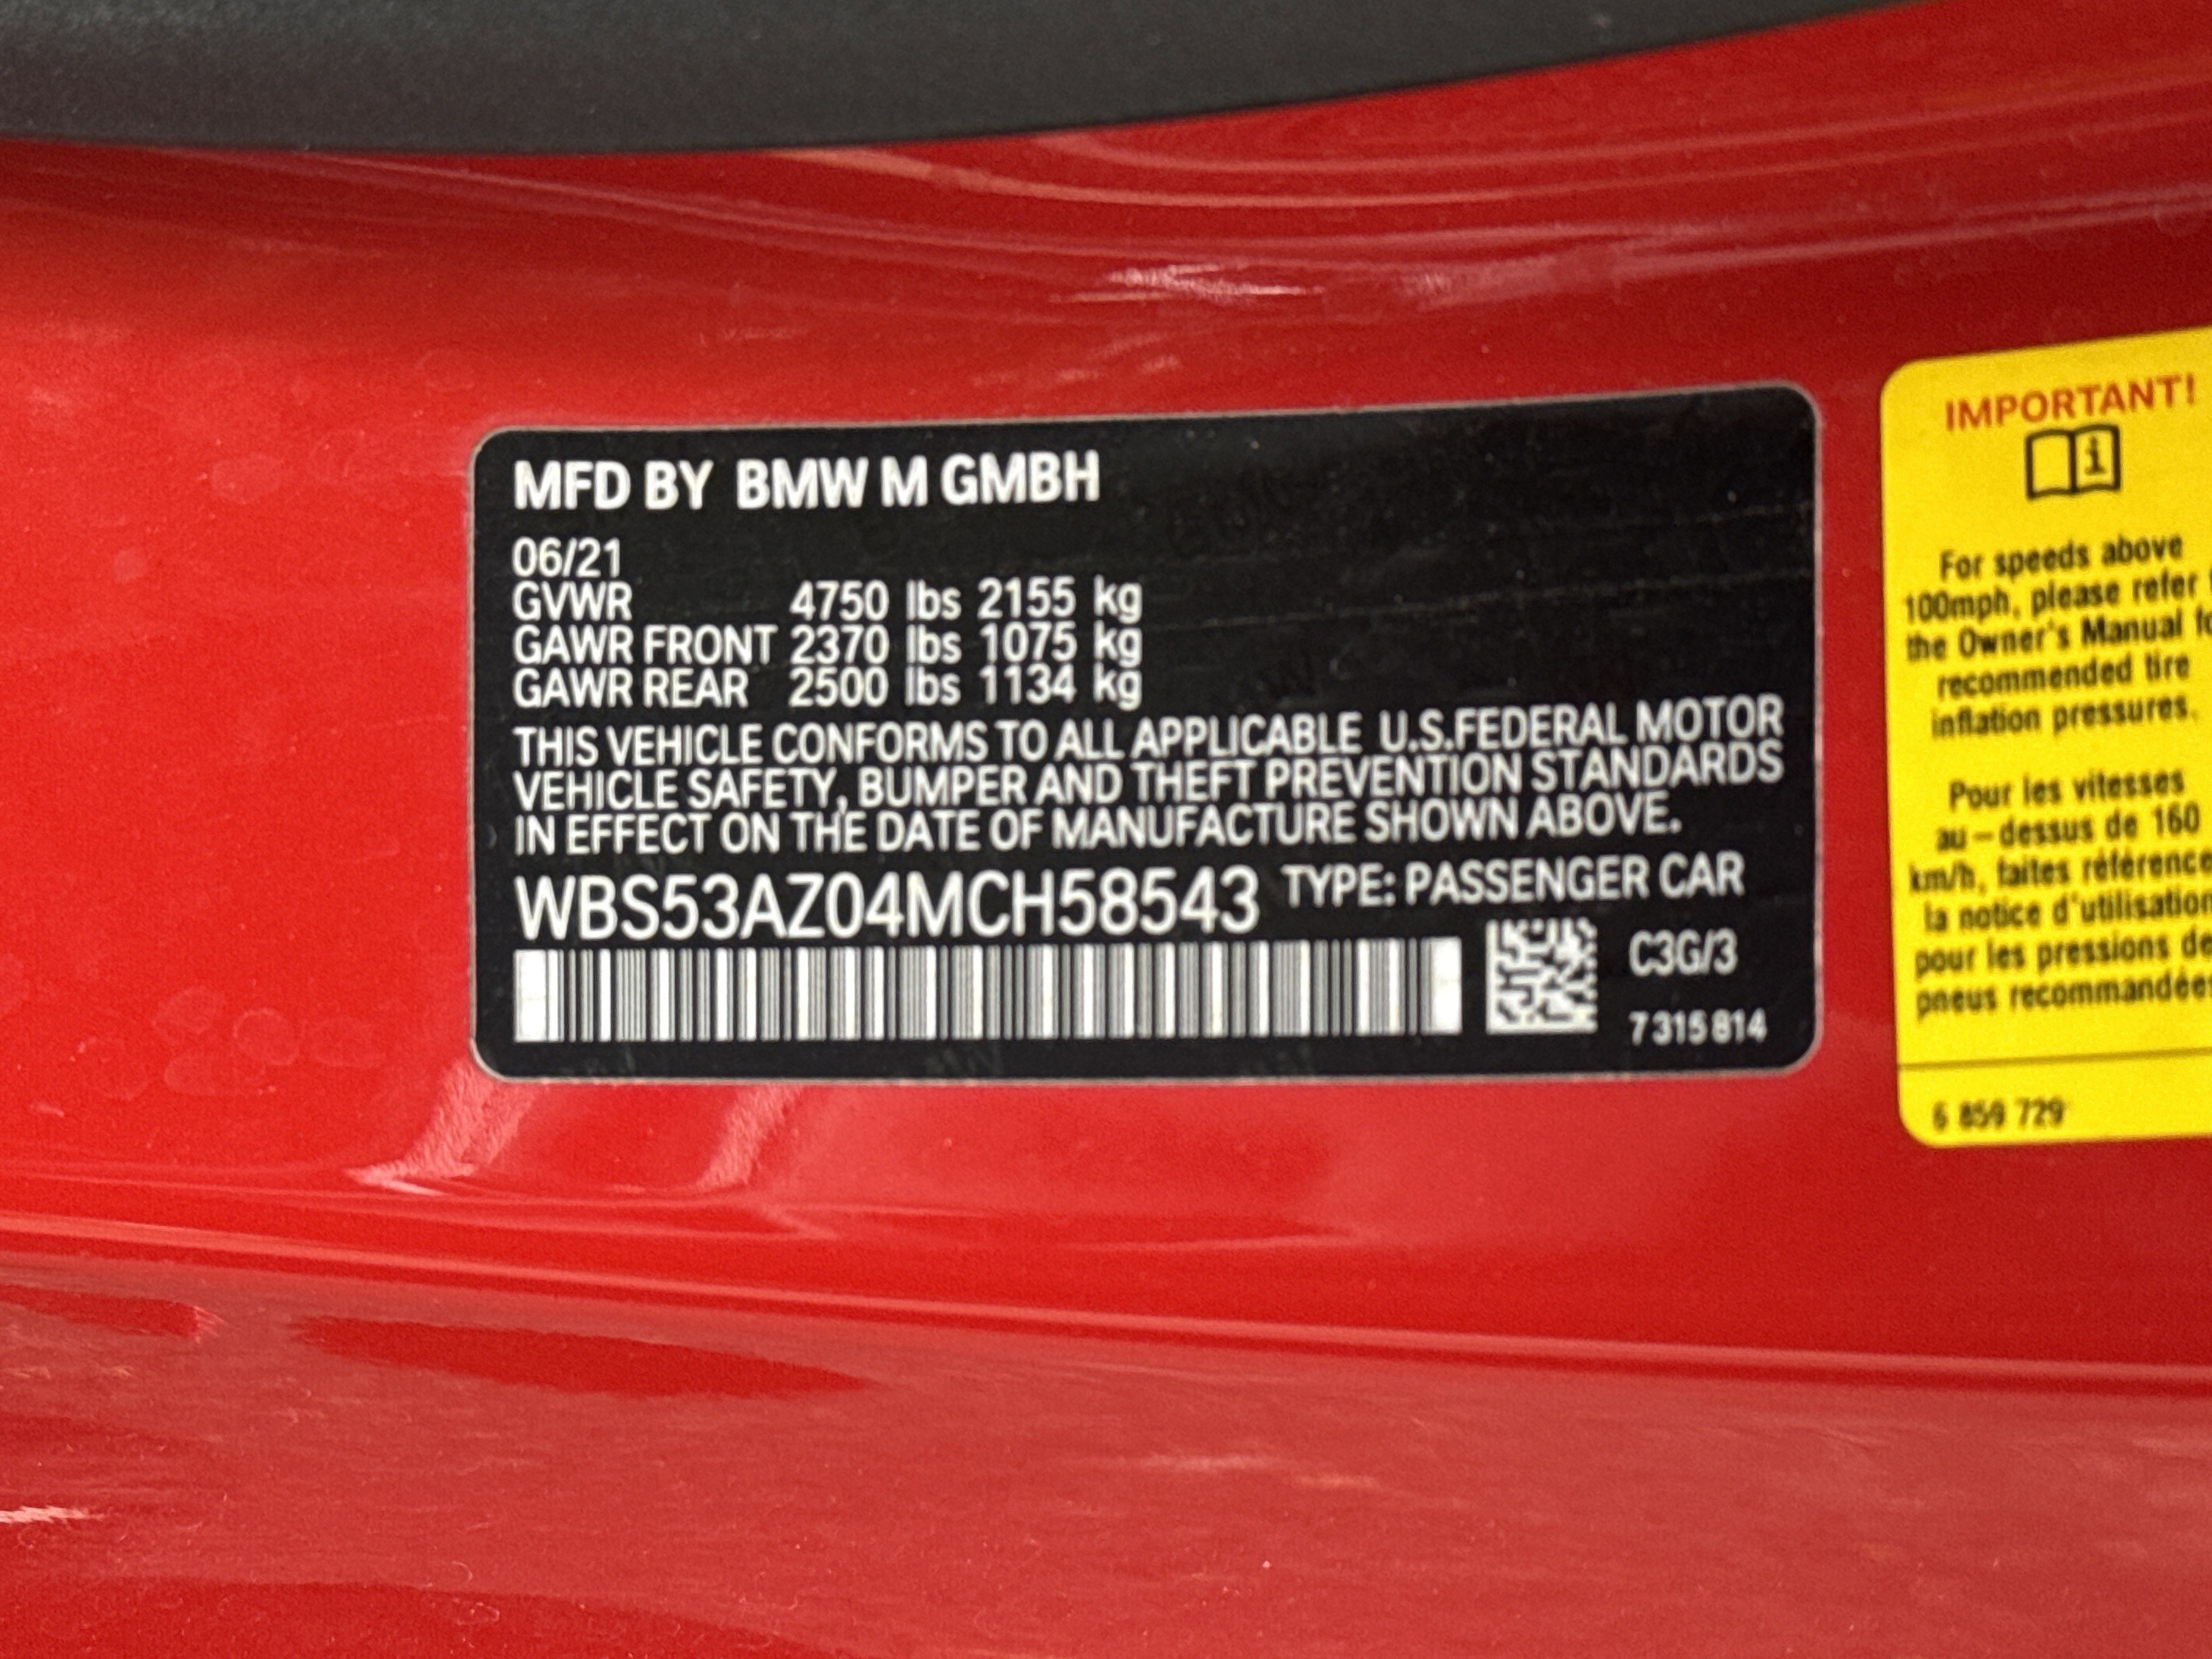 MFD BY BMW M GMBH
06/21
GVWR 4750 lbs 2155 kg
GAWR FRONT 2370 lbs 1075 kg
GAWR REAR 2500 lbs 1134 kg
THIS VEHICLE CONFORMS TO ALL APPLICABLE U.S.FEDERAL MOTOR
VEHICLE SAFETY, BUMPER AND THEFT PREVENTION STANDARDS
IN EFFECT ON THE DATE OF MANUFACTURE SHOWN ABOVE.
WBS53AZ04MCH58543 TYPE: PASSENGER CAR
C3G/3
7315814
IMPORTANT!
i
For speeds above
100mph, please refer
the Owner's Manual
recommended tire
inflation pressures.
Pour les vitesses
au-dessus de 160
km/h, faites référence
la notice d'utilisation
pour les pressions de
pneus recommandées
6 859 729